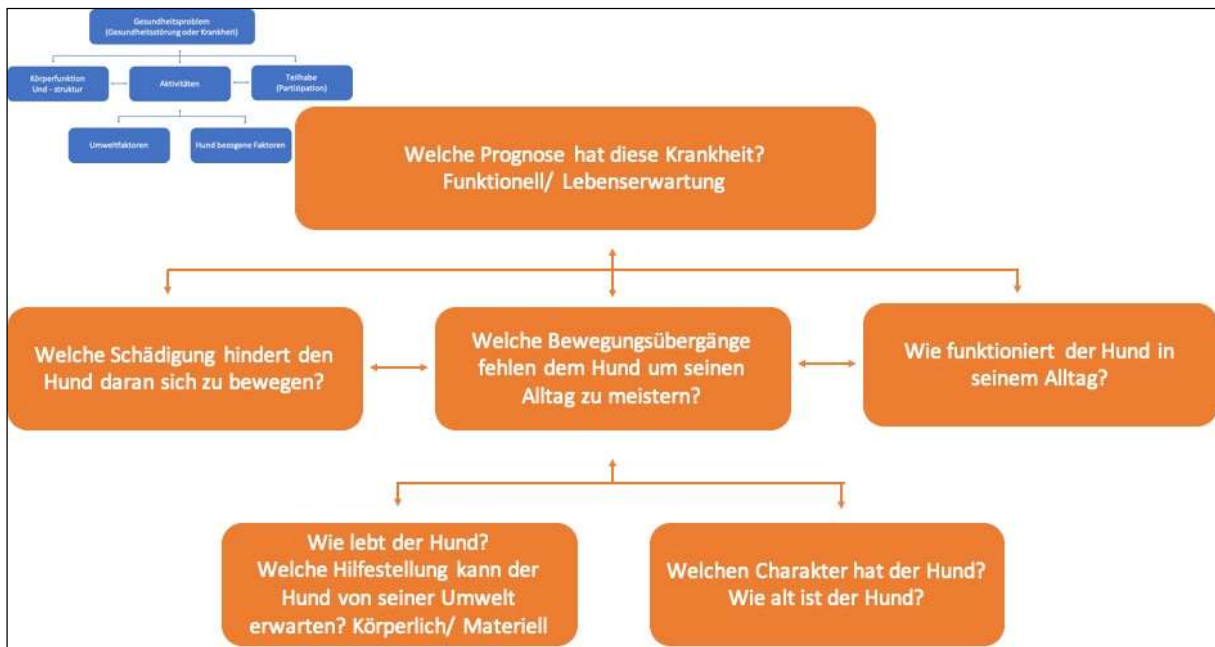 Gesundheitsproblem
(Gesundheitsstörung oder Krankheit)
Körperfunktion
Und - struktur
Aktivitäten
Teilhabe
(Partizipation)
Umweltfaktoren
Hund bezogene Faktoren
Welche Prognose hat diese Krankheit?
Funktionell/ Lebenserwartung
Welche Schädigung hindert den
Hund daran sich zu bewegen?
Welche Bewegungsübergänge
fehlen dem Hund um seinen
Alltag zu meistern?
Wie funktioniert der Hund in
seinem Alltag?
Wie lebt der Hund?
Welche Hilfestellung kann der
Hund von seiner Umwelt
erwarten? Körperlich/ Materiell
Welchen Charakter hat der Hund?
Wie alt ist der Hund?